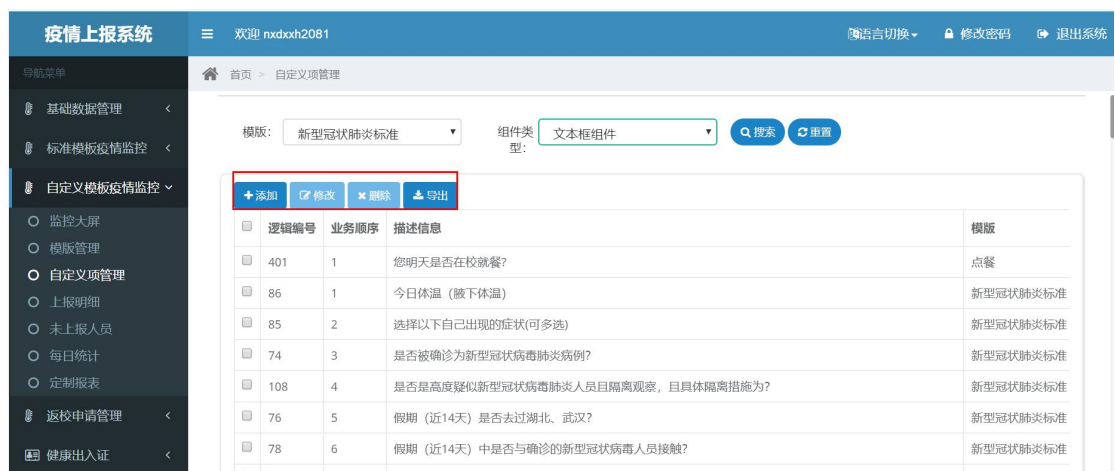 疫情上报系统
欢迎 nxdxxh2081
语言切换
修改密码
退出系统
导航菜单
首页 > 自定义项管理
基础数据管理
标准模板疫情监控
自定义模板疫情监控
监控大屏
模版管理
自定义项管理
上报明细
未上报人员
每日统计
定制报表
返校申请管理
健康出入证
模版: 新型冠状肺炎标准
组件类型: 文本框组件
搜索
重置
添加 修改 删除 导出
逻辑编号 业务顺序 描述信息 模版
401 1 您明天是否在校就餐? 点餐
86 1 今日体温（腋下体温） 新型冠状肺炎标准
85 2 选择以下自己出现的症状(可多选) 新型冠状肺炎标准
74 3 是否被确诊为新型冠状病毒肺炎病例? 新型冠状肺炎标准
108 4 是否是高度疑似新型冠状病毒肺炎人员且隔离观察，且具体隔离措施为? 新型冠状肺炎标准
76 5 假期（近14天）是否去过湖北、武汉? 新型冠状肺炎标准
78 6 假期（近14天）中是否与确诊的新型冠状病毒人员接触? 新型冠状肺炎标准